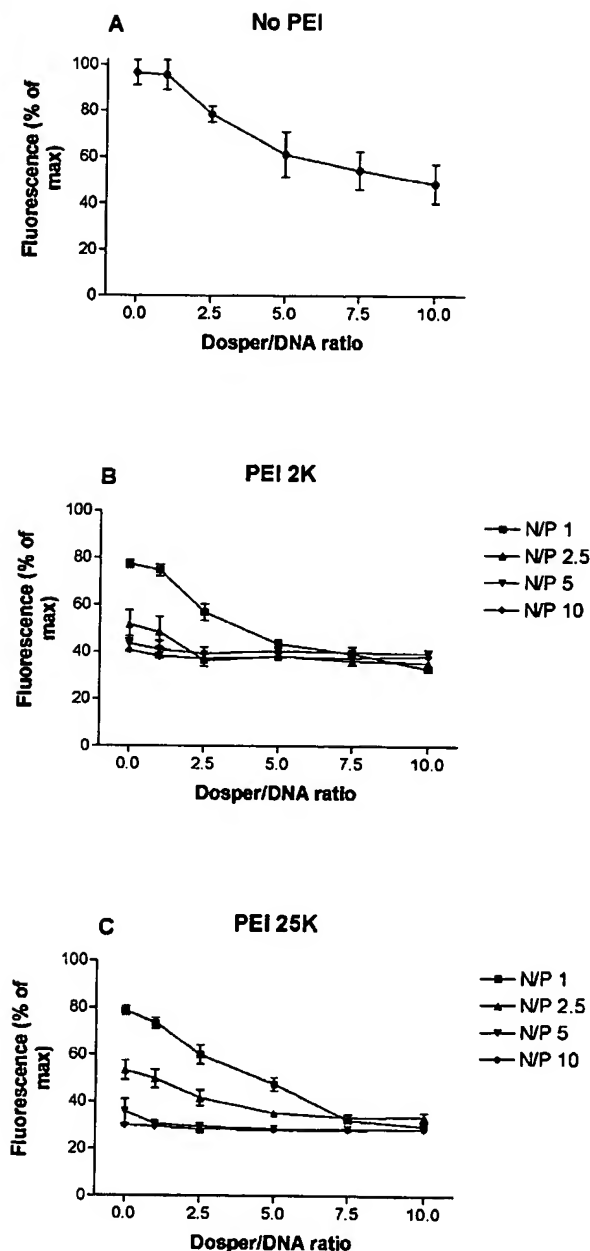 A
No PEI
Fluorescence (% of
max)
100
80
60
40
20
0
0.0 2.5 5.0 7.5 10.0
Dosper/DNA ratio
B
PEI 2K
Fluorescence (% of
max)
100
80
60
40
20
0
0.0 2.5 5.0 7.5 10.0
Dosper/DNA ratio
N/P 1
N/P 2.5
N/P 5
N/P 10
C
PEI 25K
Fluorescence (% of
max)
100
80
60
40
20
0
0.0 2.5 5.0 7.5 10.0
Dosper/DNA ratio
N/P 1
N/P 2.5
N/P 5
N/P 10